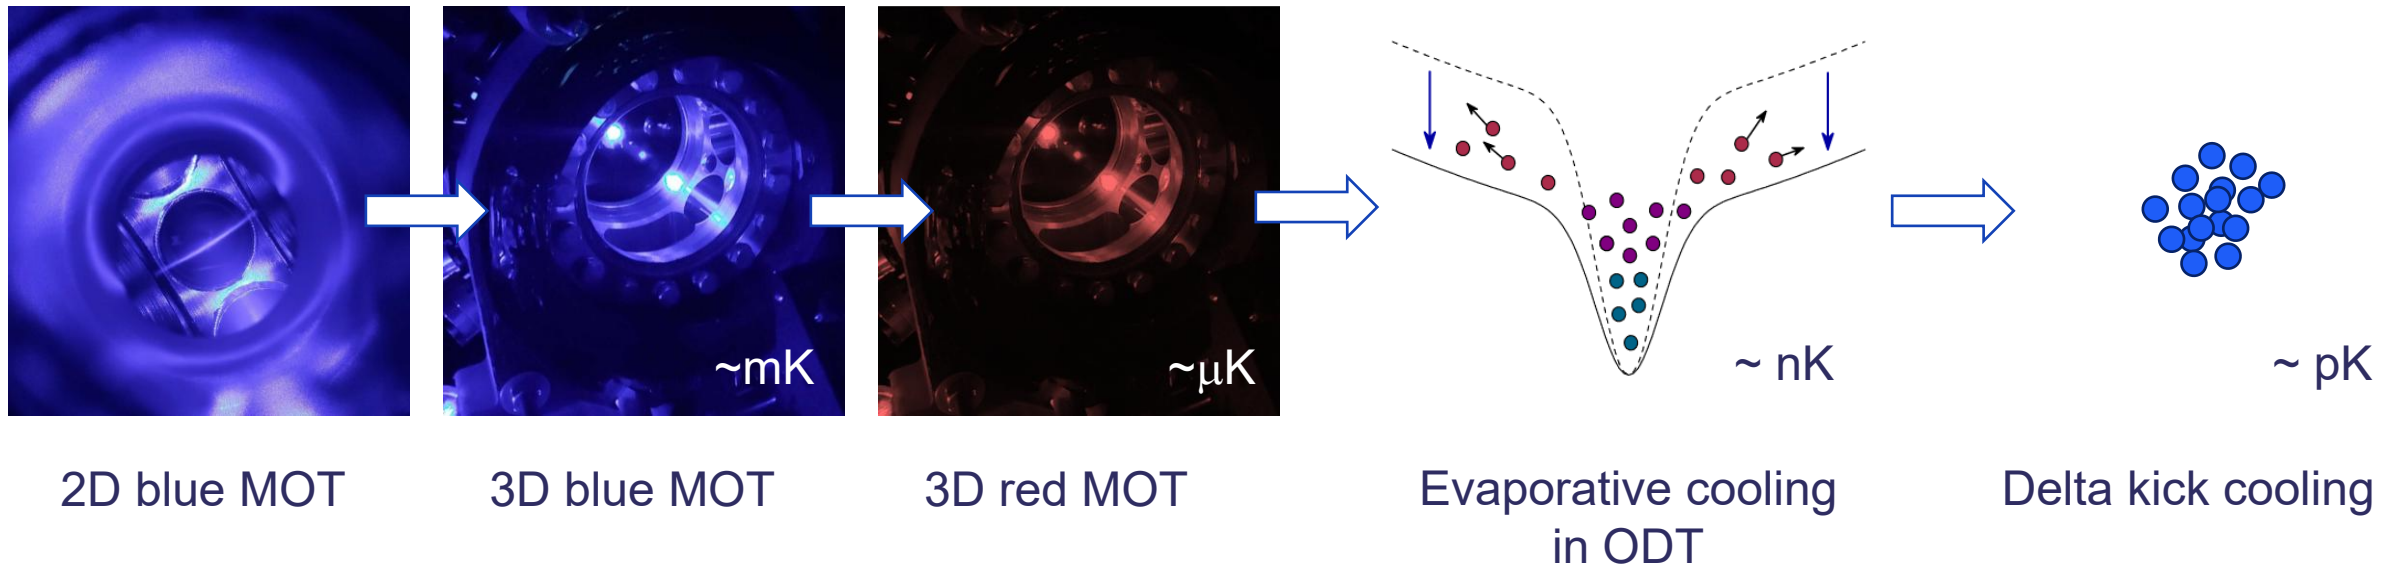 ~mK
~μK
~ nK
~ pK
2D blue MOT
3D blue MOT
3D red MOT
Evaporative cooling
in ODT
Delta kick cooling